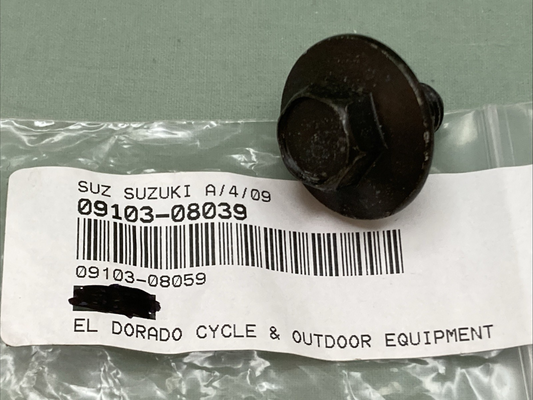 SUZ SUZUKI A/4/09
09103-08039
09103-08059
EL DORADO CYCLE & OUTDOOR EQUIPMENT